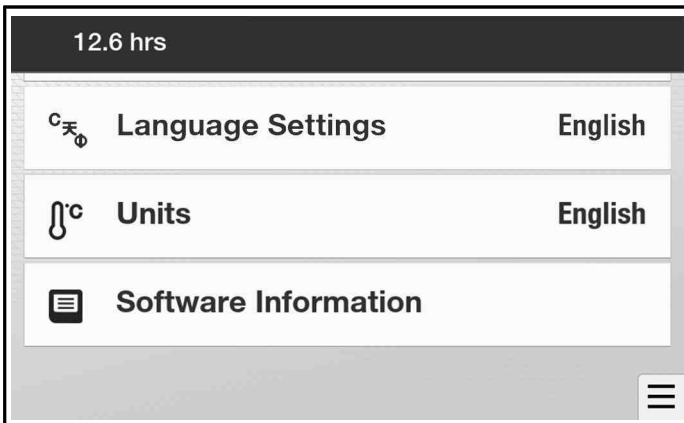 12.6 hrs
Language Settings English
Units English
Software Information